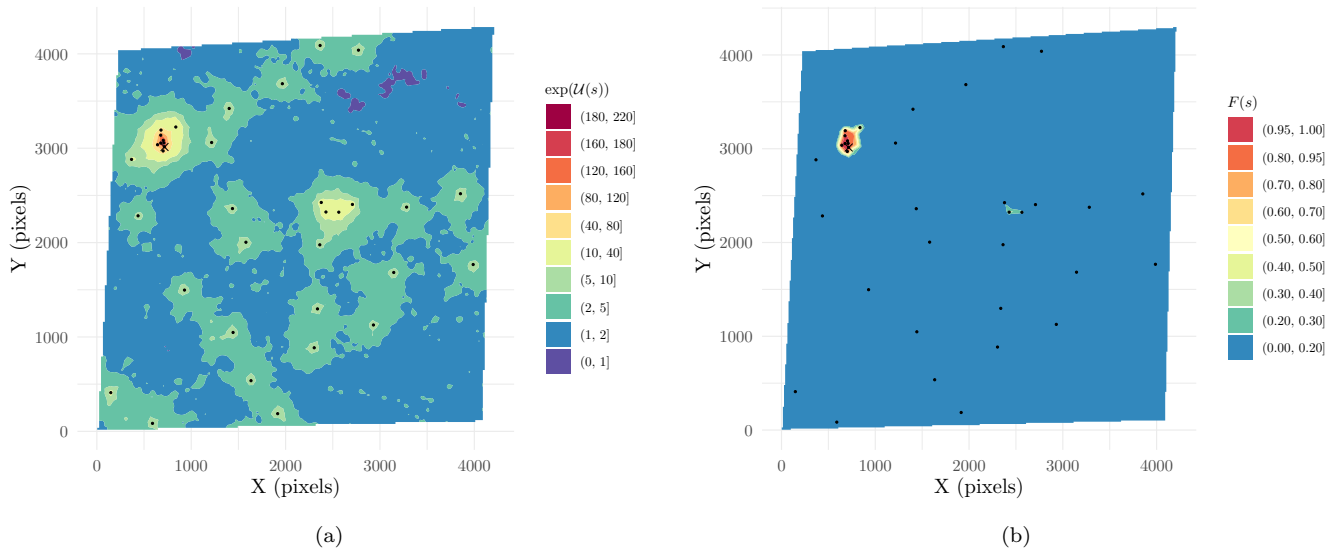 4000
3000
2000
1000
0
Y (pixels)
0 1000 2000 3000 4000
X (pixels)
exp(𝒰(s))
(180, 220]
(160, 180]
(120, 160]
(80, 120]
(40, 80]
(10, 40]
(5, 10]
(2, 5]
(1, 2]
(0, 1]
(a)
4000
3000
2000
1000
0
Y (pixels)
0 1000 2000 3000 4000
X (pixels)
F(s)
(0.95, 1.00]
(0.80, 0.95]
(0.70, 0.80]
(0.60, 0.70]
(0.50, 0.60]
(0.40, 0.50]
(0.30, 0.40]
(0.20, 0.30]
(0.00, 0.20]
(b)